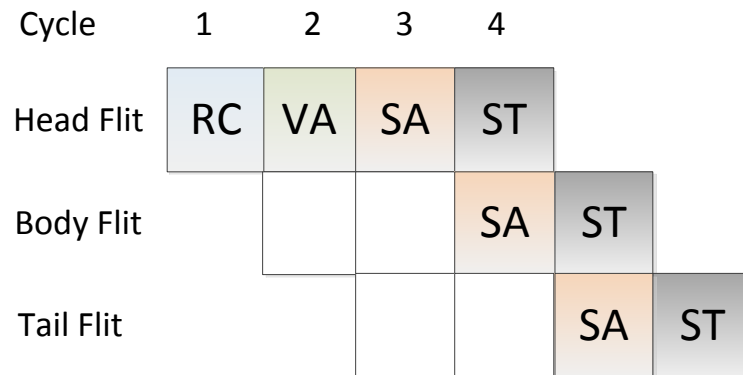 Cycle 1 2 3 4
Head Flit RC VA SA ST
Body Flit SA ST
Tail Flit SA ST